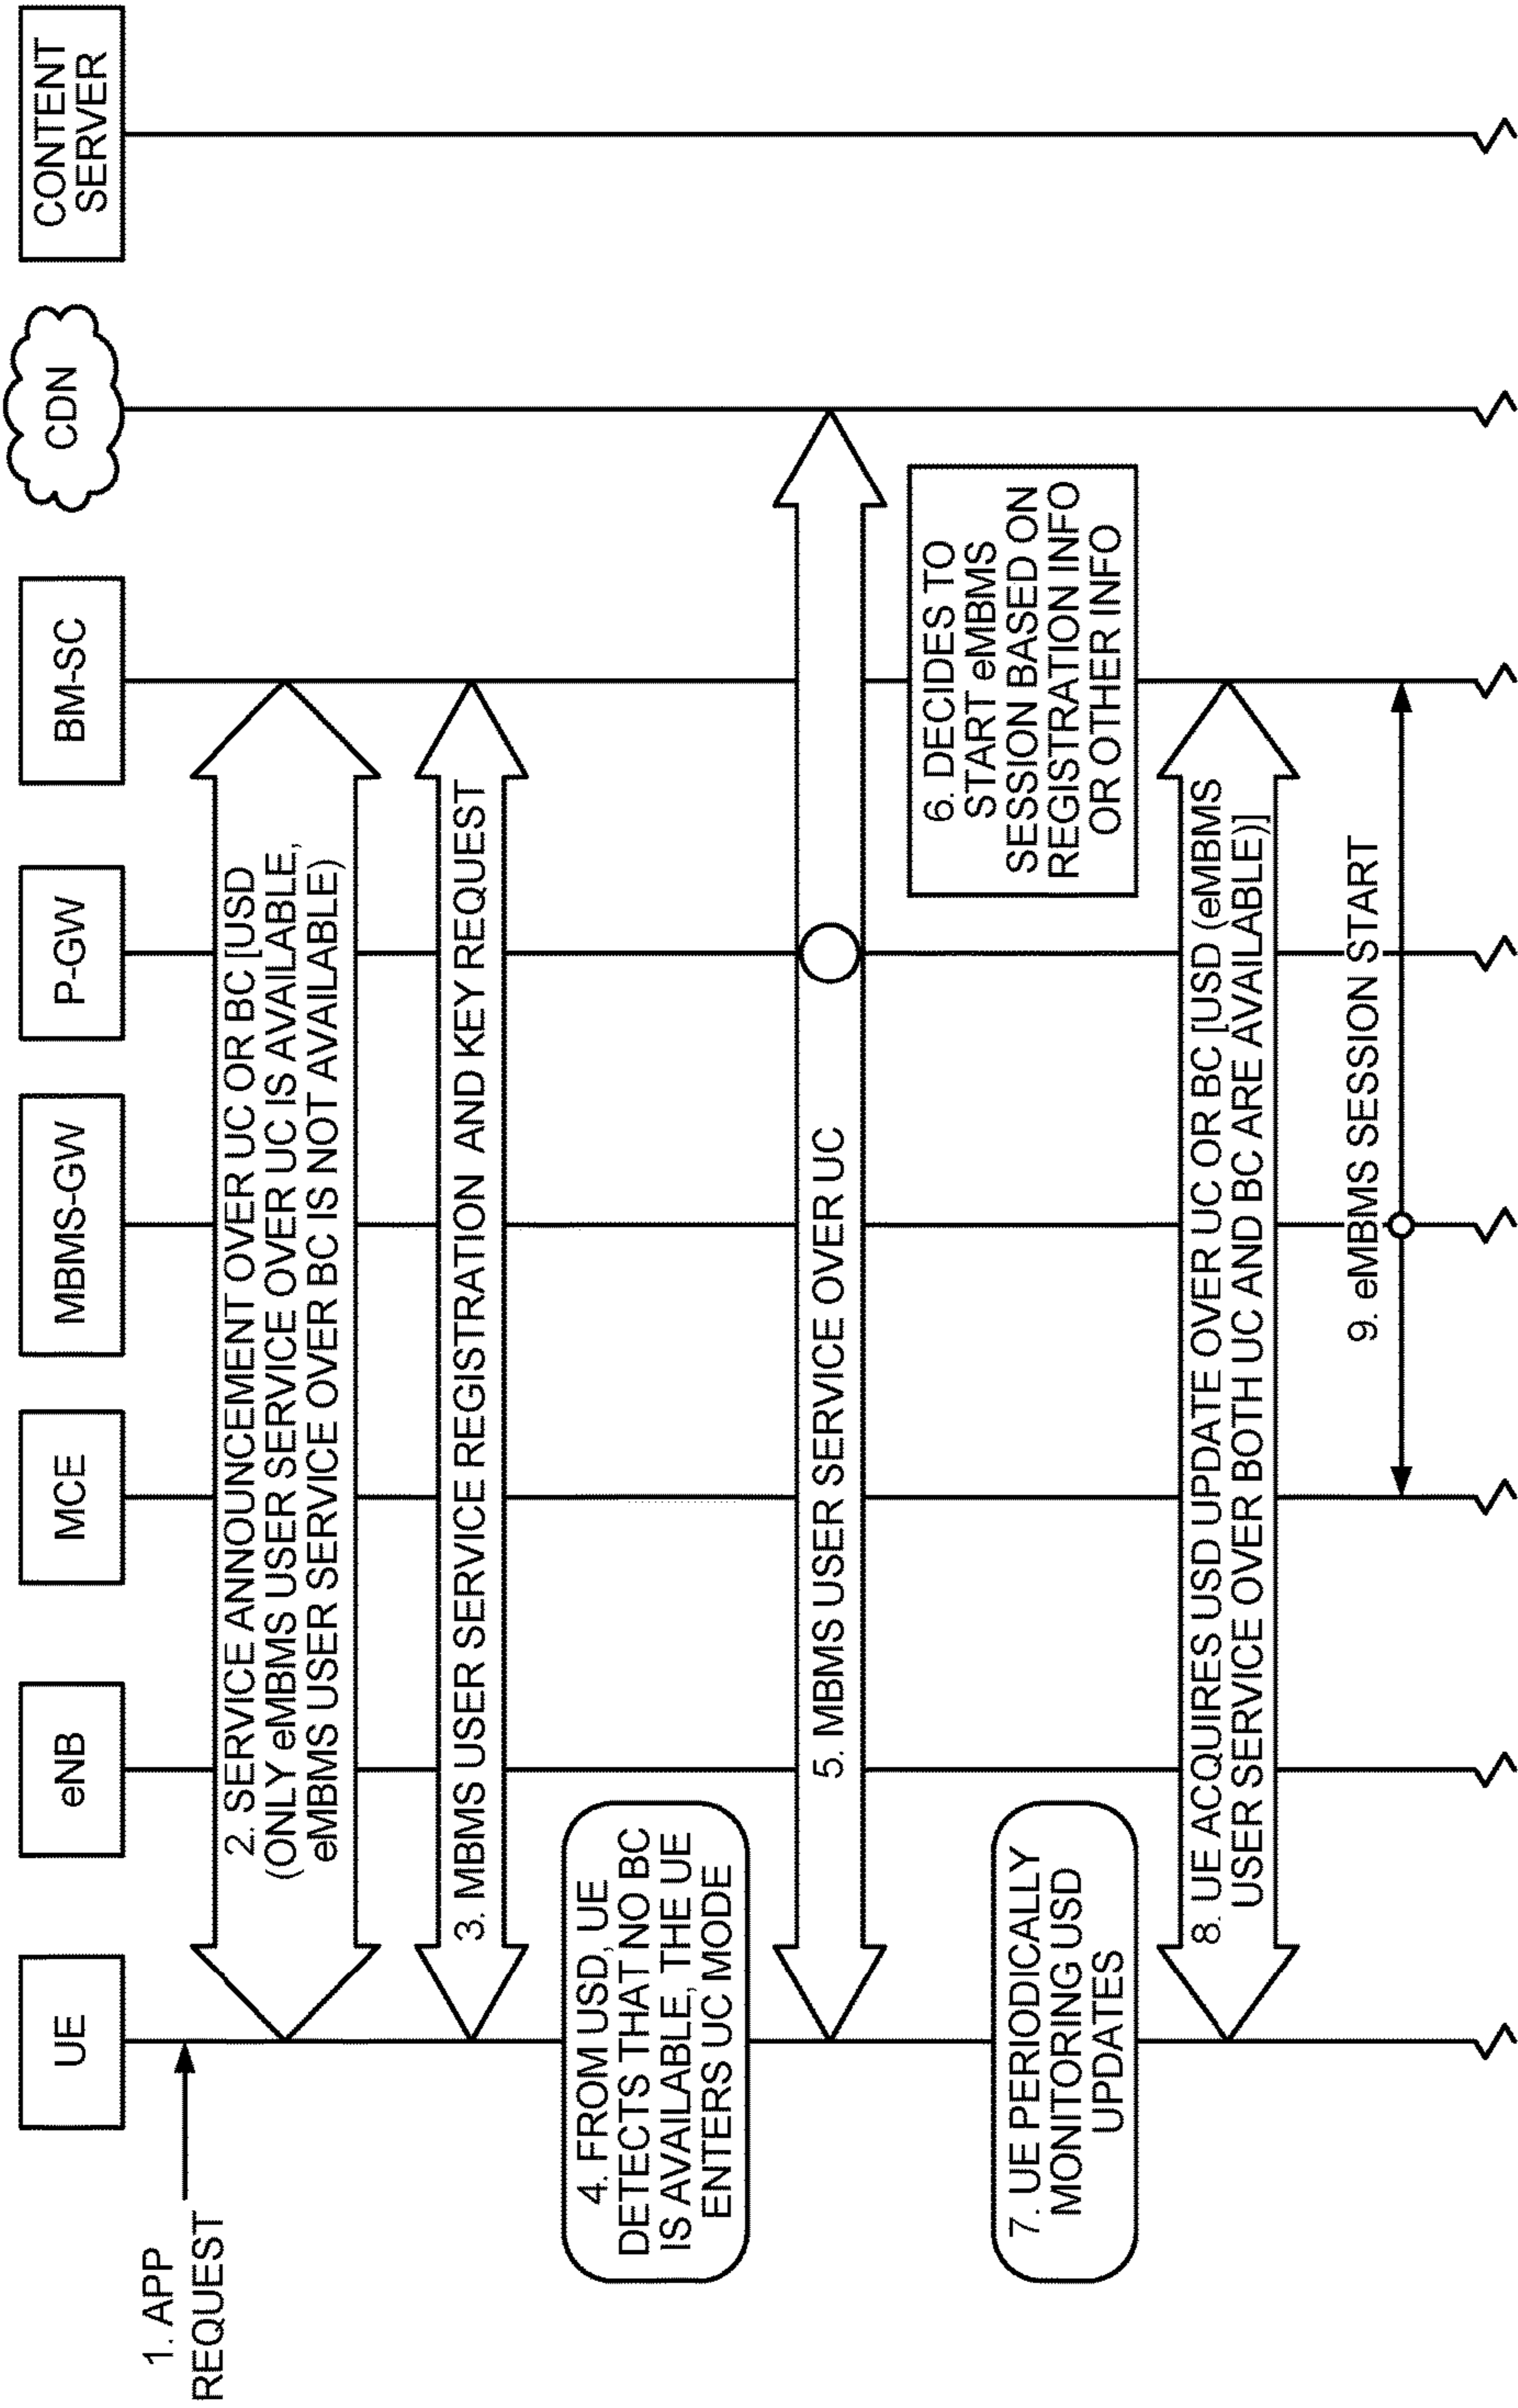 UE
eNB
MCE
MBMS-GW
P-GW
BM-SC
CDN
CONTENT
SERVER
1. APP
REQUEST
2. SERVICE ANNOUNCEMENT OVER UC OR BC [USD
(ONLY eMBMS USER SERVICE OVER UC IS AVAILABLE,
eMBMS USER SERVICE OVER BC IS NOT AVAILABLE)
3. MBMS USER SERVICE REGISTRATION AND KEY REQUEST
4. FROM USD, UE
DETECTS THAT NO BC
IS AVAILABLE, THE UE
ENTERS UC MODE
5. MBMS USER SERVICE OVER UC
6. DECIDES TO
START eMBMS
SESSION BASED ON
REGISTRATION INFO
OR OTHER INFO
7. UE PERIODICALLY
MONITORING USD
UPDATES
8. UE ACQUIRES USD UPDATE OVER UC OR BC [USD (eMBMS
USER SERVICE OVER BOTH UC AND BC ARE AVAILABLE)]
9. eMBMS SESSION START